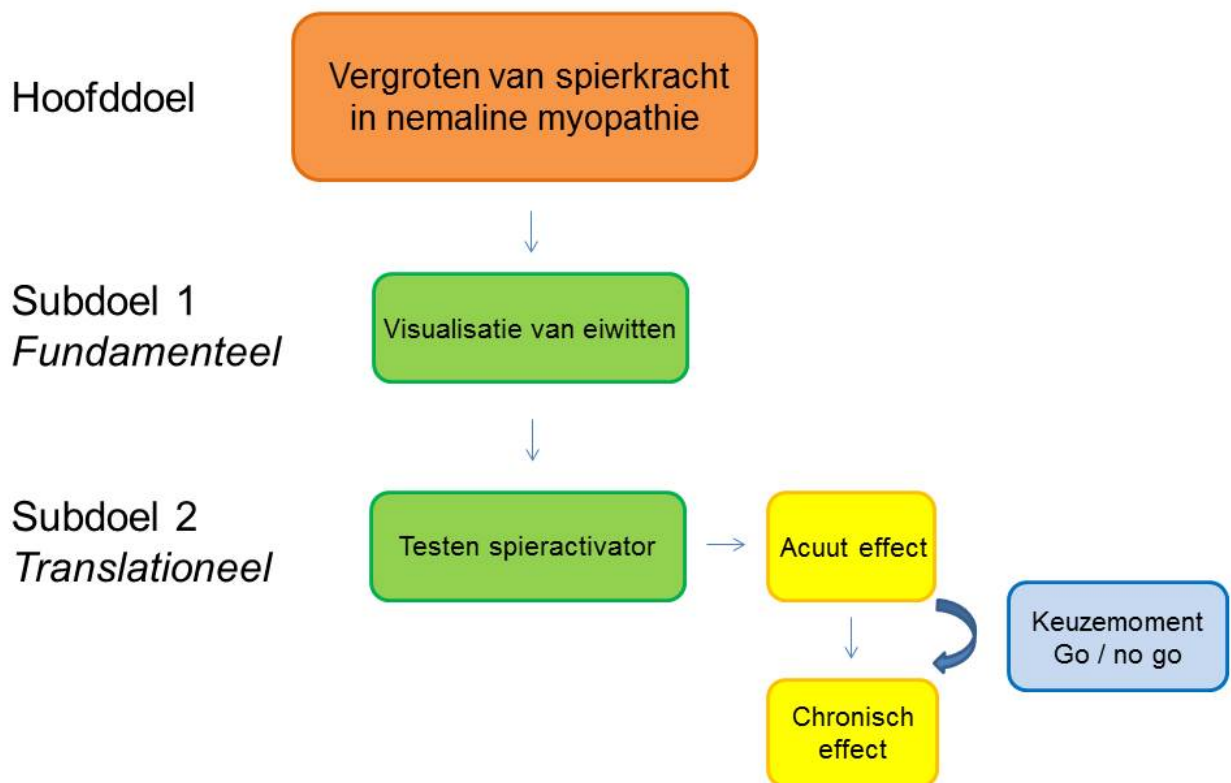 Hoofddoel
Vergroten van spierkracht
in nemaline myopathie
Subdoel 1
Fundamenteel
Visualisatie van eiwitten
Subdoel 2
Translationeel
Testen spieractivator
Acuut effect
Keuzemoment
Go / no go
Chronisch
effect